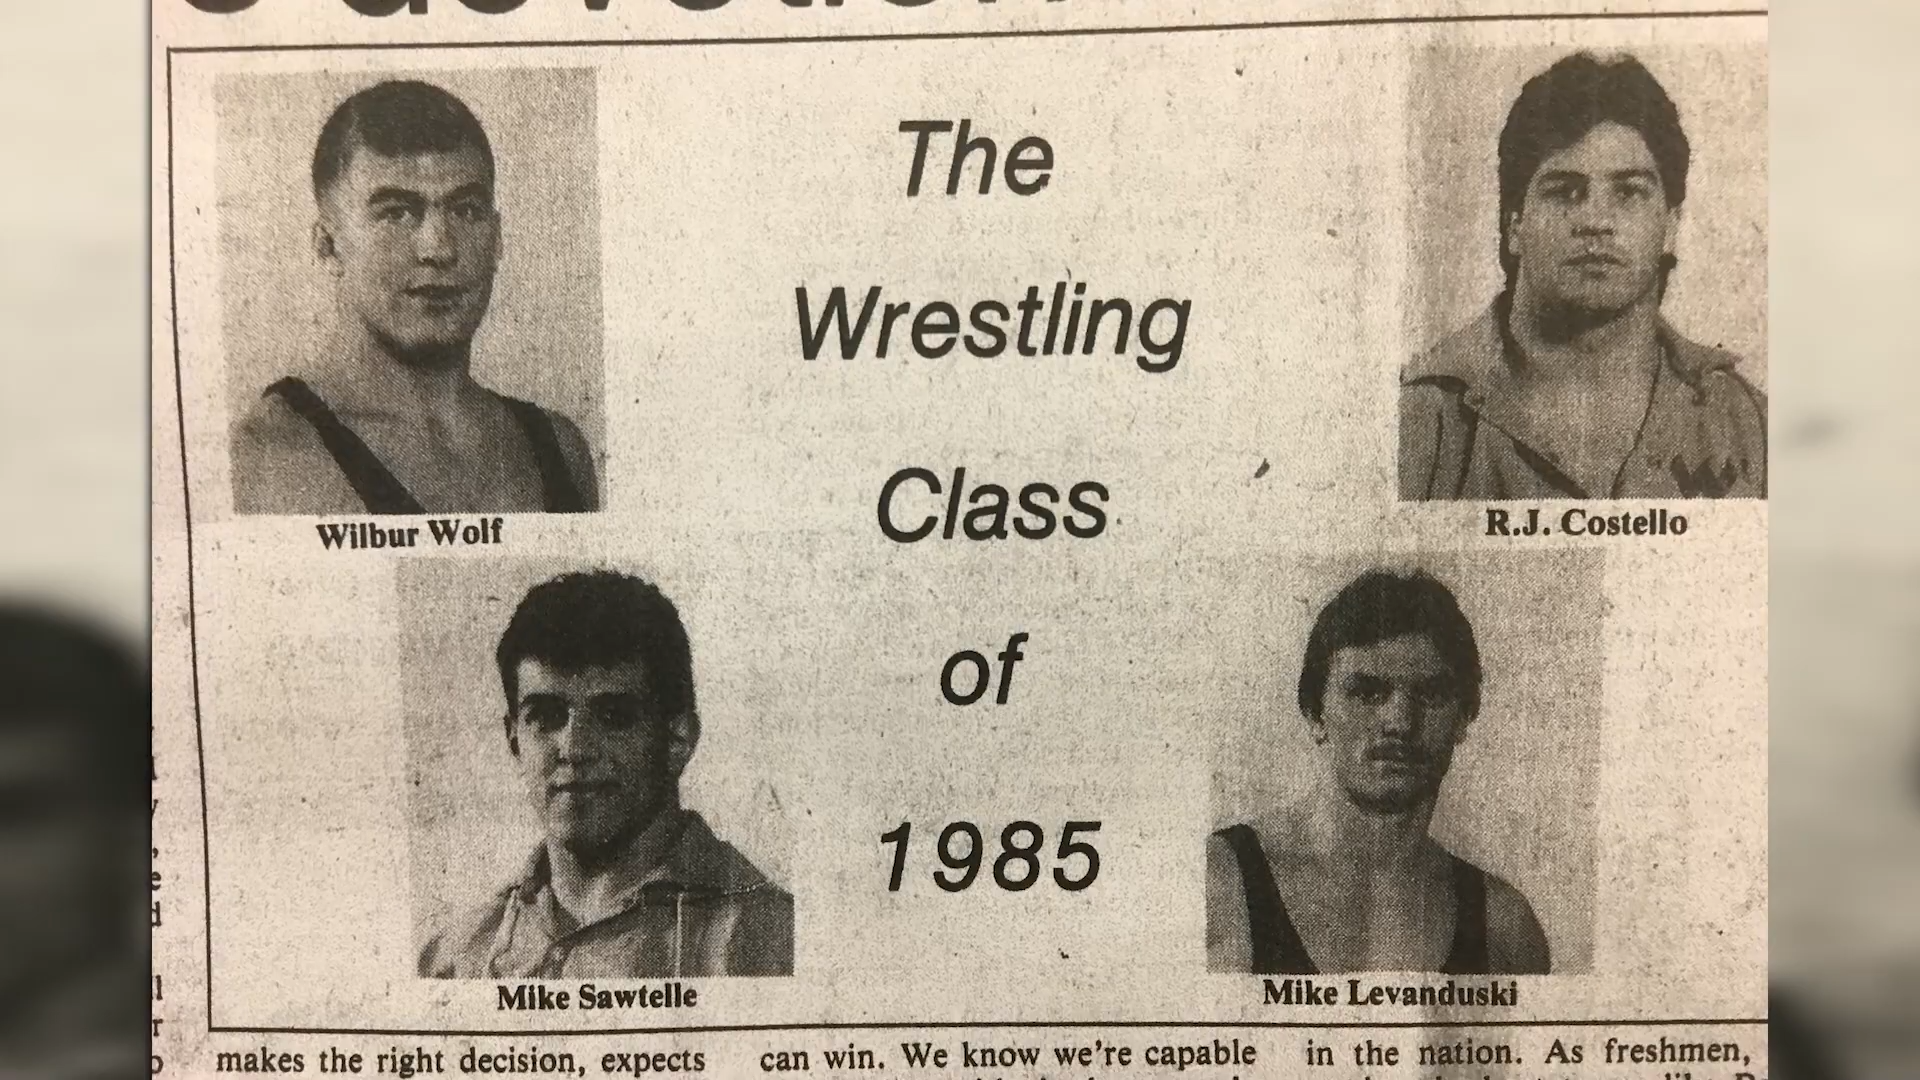 The
Wrestling
Class
of
1985
Wilbur Wolf
R.J. Costello
Mike Sawtelle
Mike Levanduski
makes the right decision, expects
can win. We know we're capable
in the nation. As freshmen,